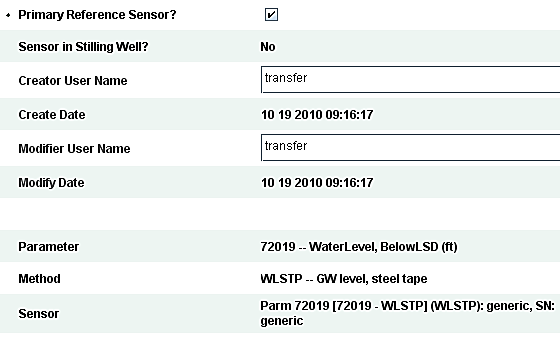 Primary Reference Sensor? ✔
Sensor in Stilling Well? No
Creator User Name transfer
Create Date 10 19 2010 09:16:17
Modifier User Name transfer
Modify Date 10 19 2010 09:16:17
Parameter 72019 -- WaterLevel, BelowLSD (ft)
Method WLSTP -- GW level, steel tape
Sensor Parm 72019 [72019 - WLSTP] (WLSTP): generic, SN:
generic